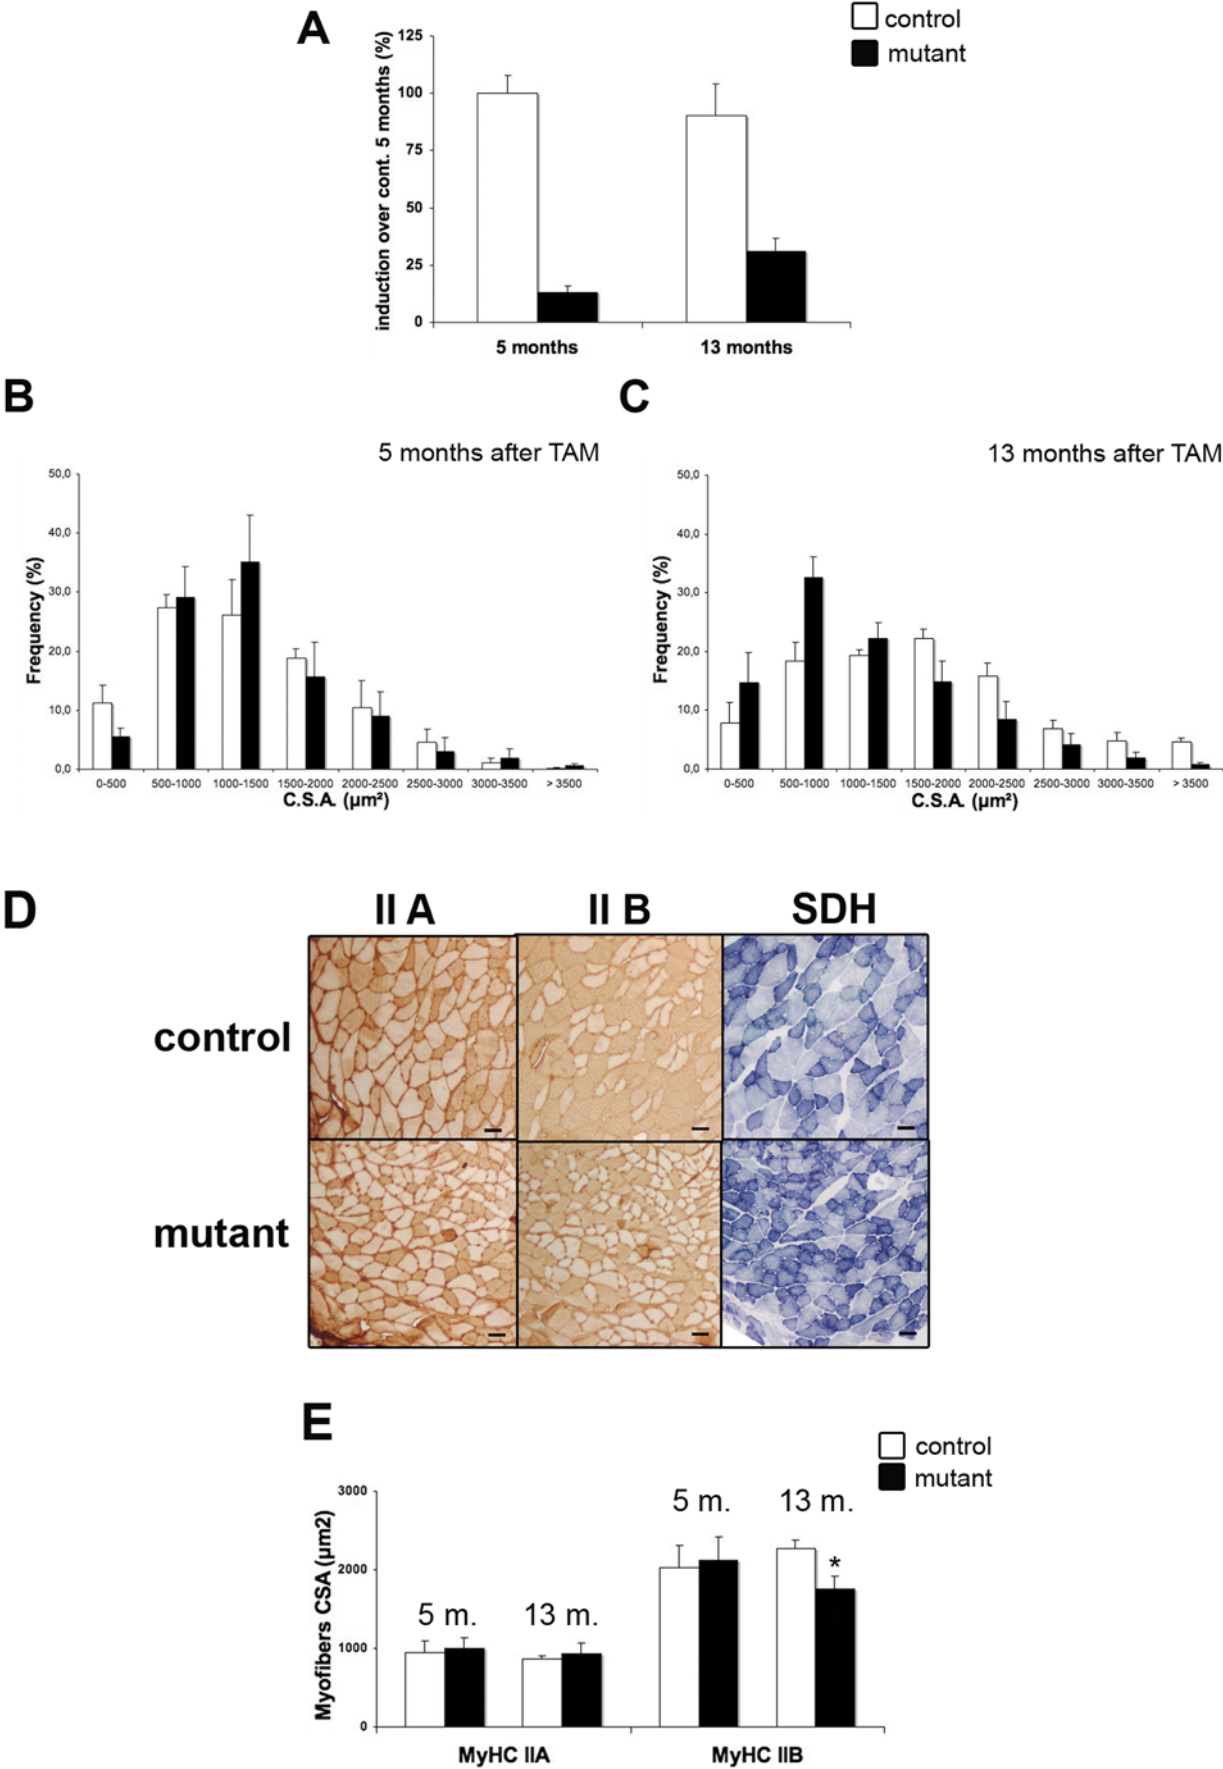 A
control
mutant
induction over cont. 5 months (%)
125
100
75
50
25
0
5 months
13 months
B
5 months after TAM
Frequency (%)
50,0
40,0
30,0
20,0
10,0
0,0
0-500
500-1000
1000-1500
1500-2000
2000-2500
2500-3000
3000-3500
> 3500
C.S.A. (µm²)
C
13 months after TAM
Frequency (%)
50,0
40,0
30,0
20,0
10,0
0,0
0-500
500-1000
1000-1500
1500-2000
2000-2500
2500-3000
3000-3500
> 3500
C.S.A. (µm²)
D
II A
II B
SDH
control
mutant
E
control
mutant
Myofibers CSA (µm2)
3000
2000
1000
0
5 m.
13 m.
5 m.
13 m.
*
MyHC IIA
MyHC IIB